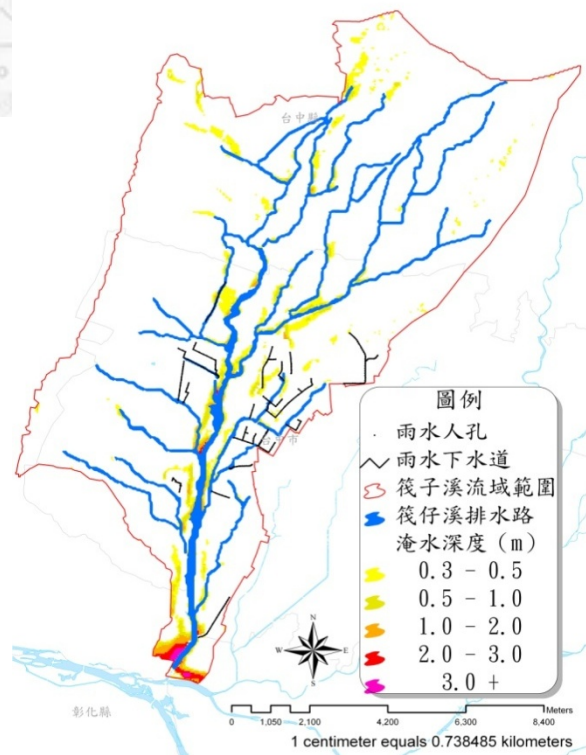 台中縣
台中市
彰化縣
圖例
雨水人孔
雨水下水道
筏子溪流域範圍
筏仔溪排水路
淹水深度（m）
0.3 - 0.5
0.5 - 1.0
1.0 - 2.0
2.0 - 3.0
3.0 +
N
W E
S
Meters
0 1,050 2,100 4,200 6,300 8,400
1 centimeter equals 0.738485 kilometers